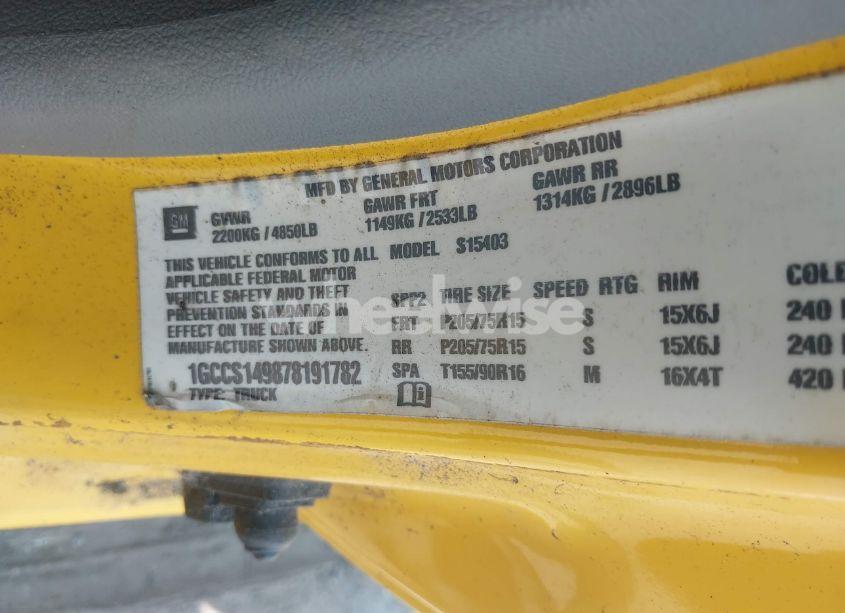 MFD BY GENERAL MOTORS CORPORATION
GM
GVWR GAWR FRT GAWR RR
2200KG / 4850LB 1149KG / 2533LB 1314KG / 2896LB
THIS VEHICLE CONFORMS TO ALL MODEL S15403
APPLICABLE FEDERAL MOTOR
VEHICLE SAFETY AND THEFT TIRE SIZE SPEED RTG RIM COLD
PREVENTION STANDARDS IN FRT P205/75R15 S 15X6J 240
EFFECT ON THE DATE OF RR P205/75R15 S 15X6J 240
MANUFACTURE SHOWN ABOVE. SPA T155/90R16 M 16X4T 420
1GCCS149878191782
TYPE: TRUCK